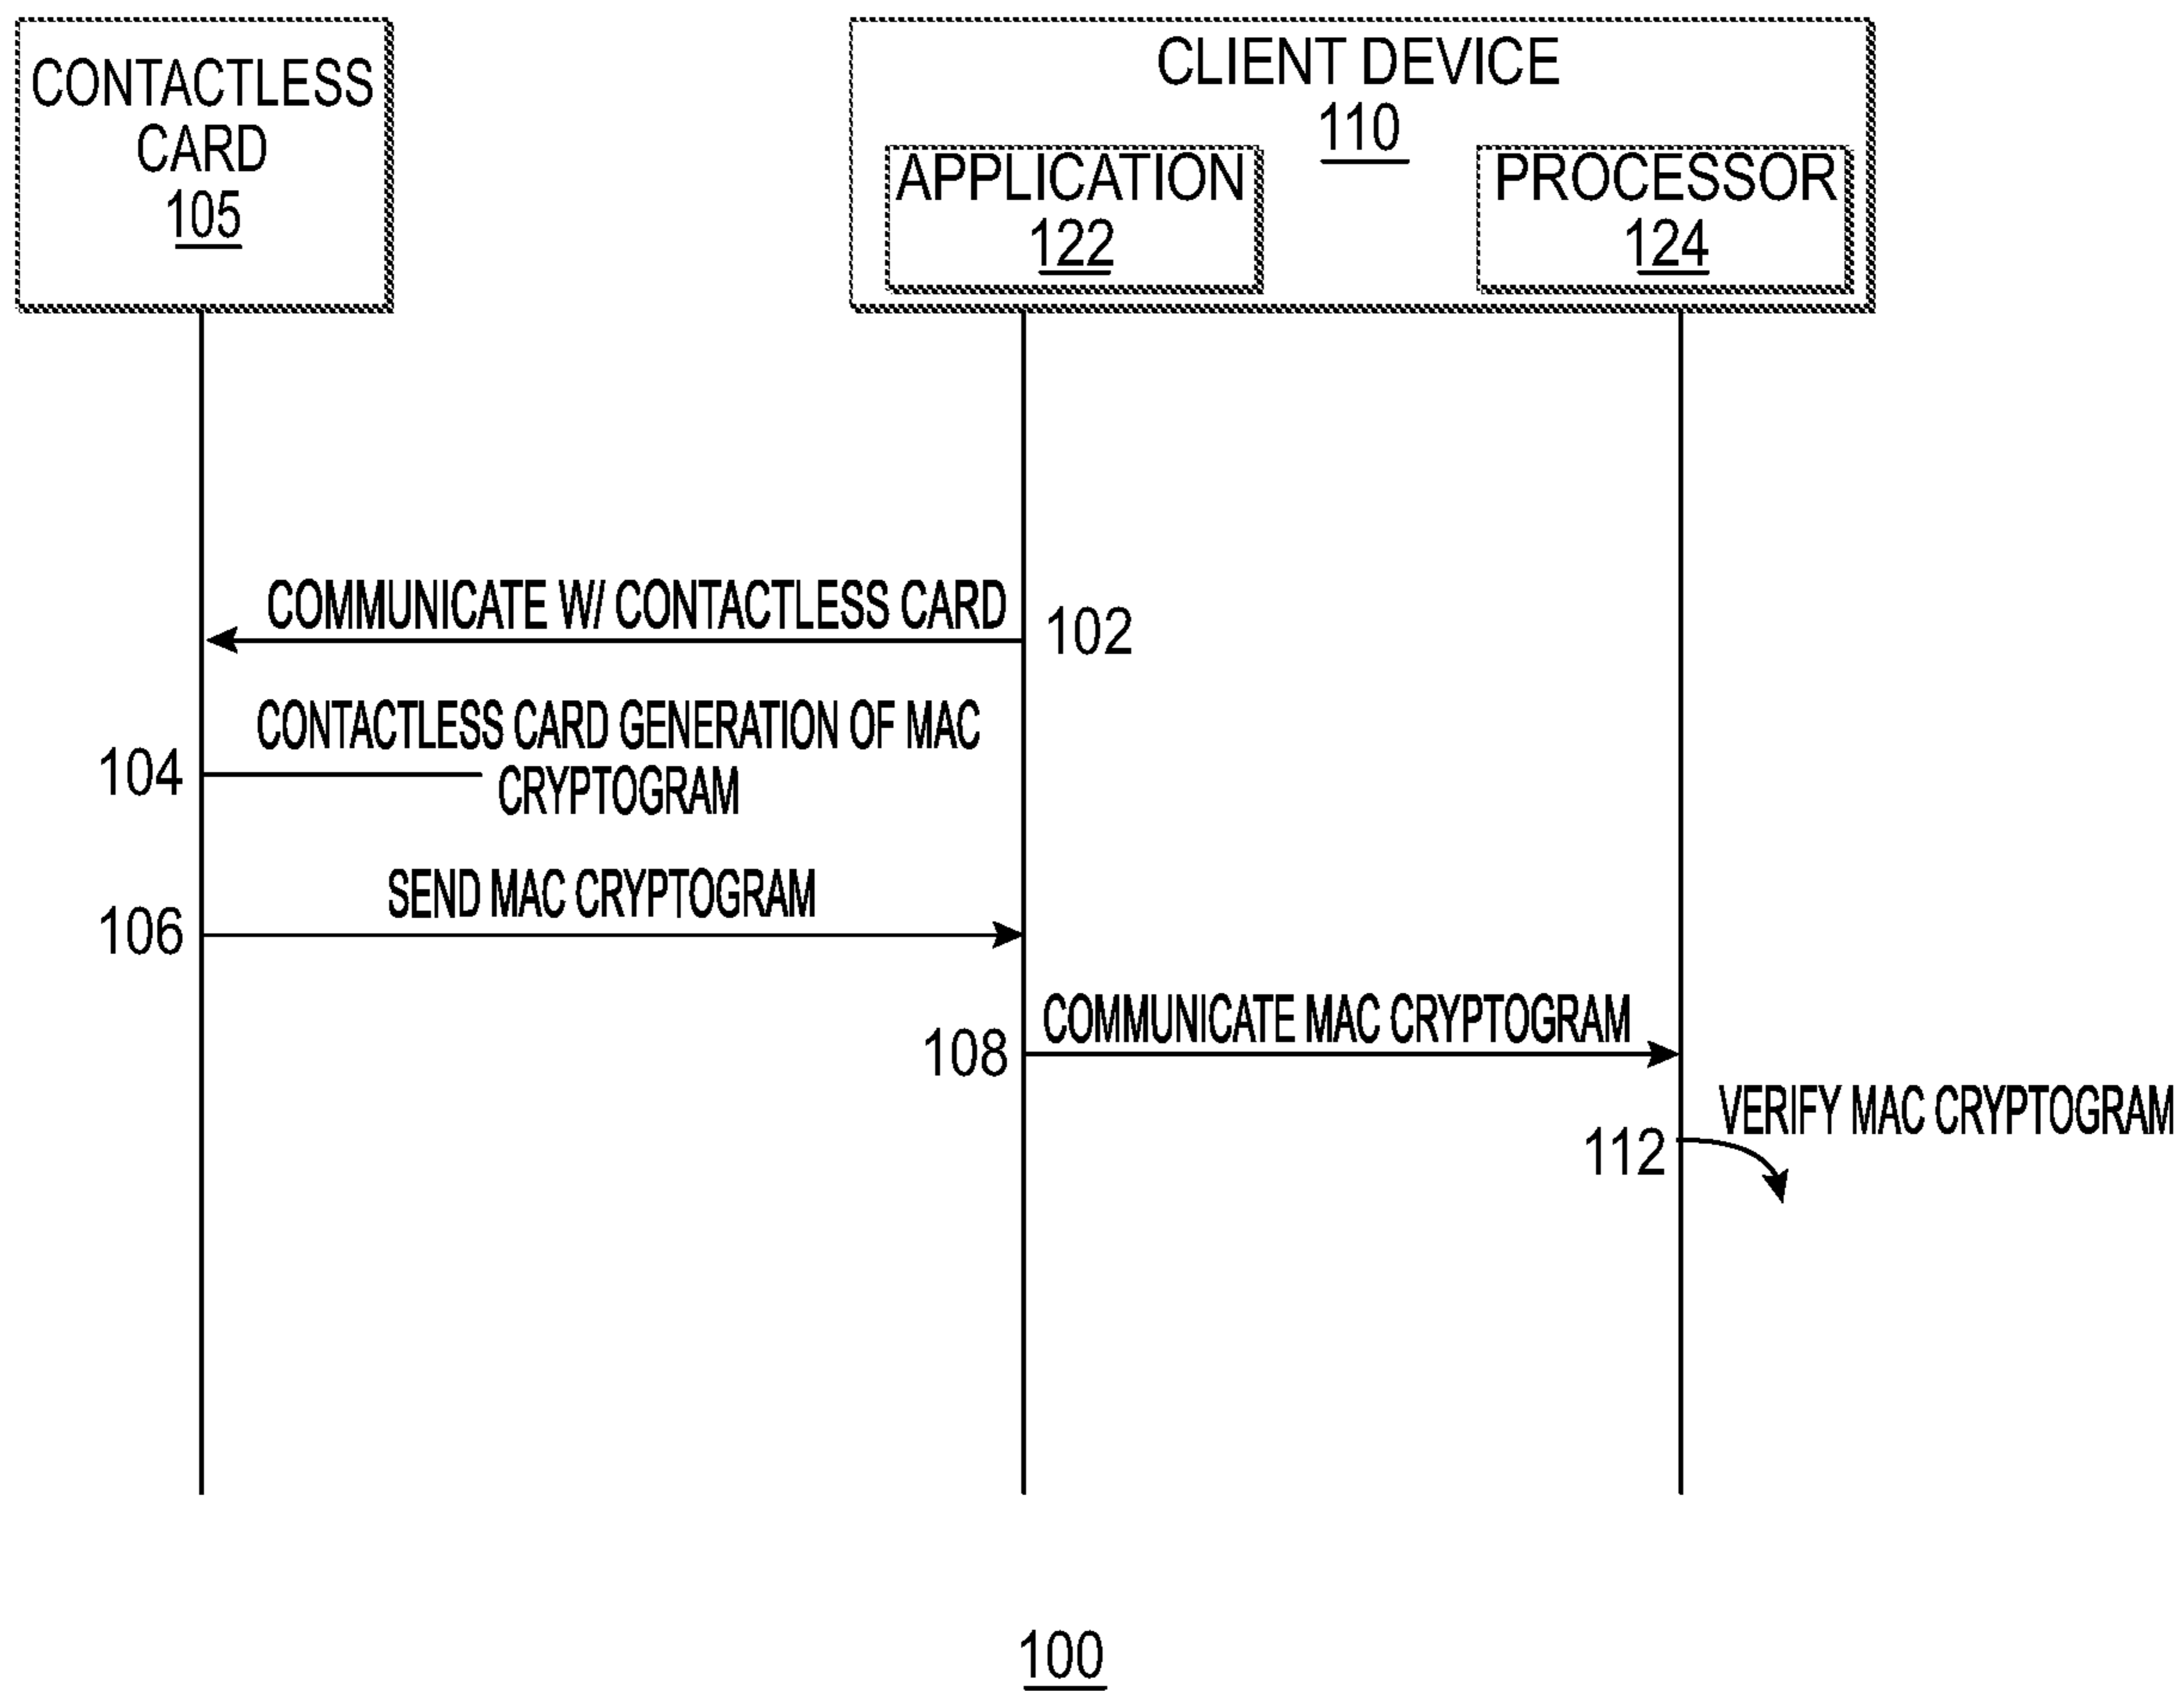 CONTACTLESS
CARD
105
CLIENT DEVICE
110
APPLICATION
122
PROCESSOR
124
COMMUNICATE W/ CONTACTLESS CARD
102
CONTACTLESS CARD GENERATION OF MAC
104
CRYPTOGRAM
SEND MAC CRYPTOGRAM
106
COMMUNICATE MAC CRYPTOGRAM
108
VERIFY MAC CRYPTOGRAM
112
100